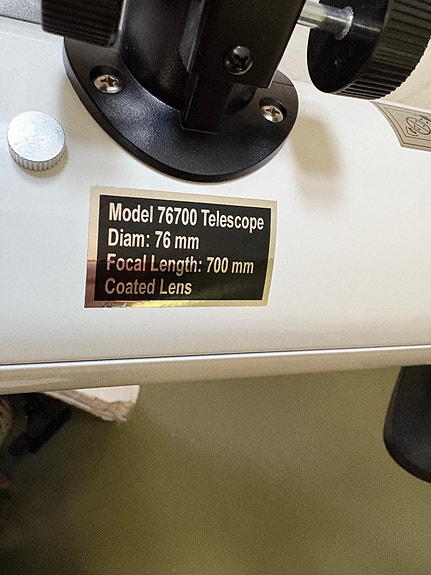 Model 76700 Telescope
Diam: 76 mm
Focal Length: 700 mm
Coated Lens